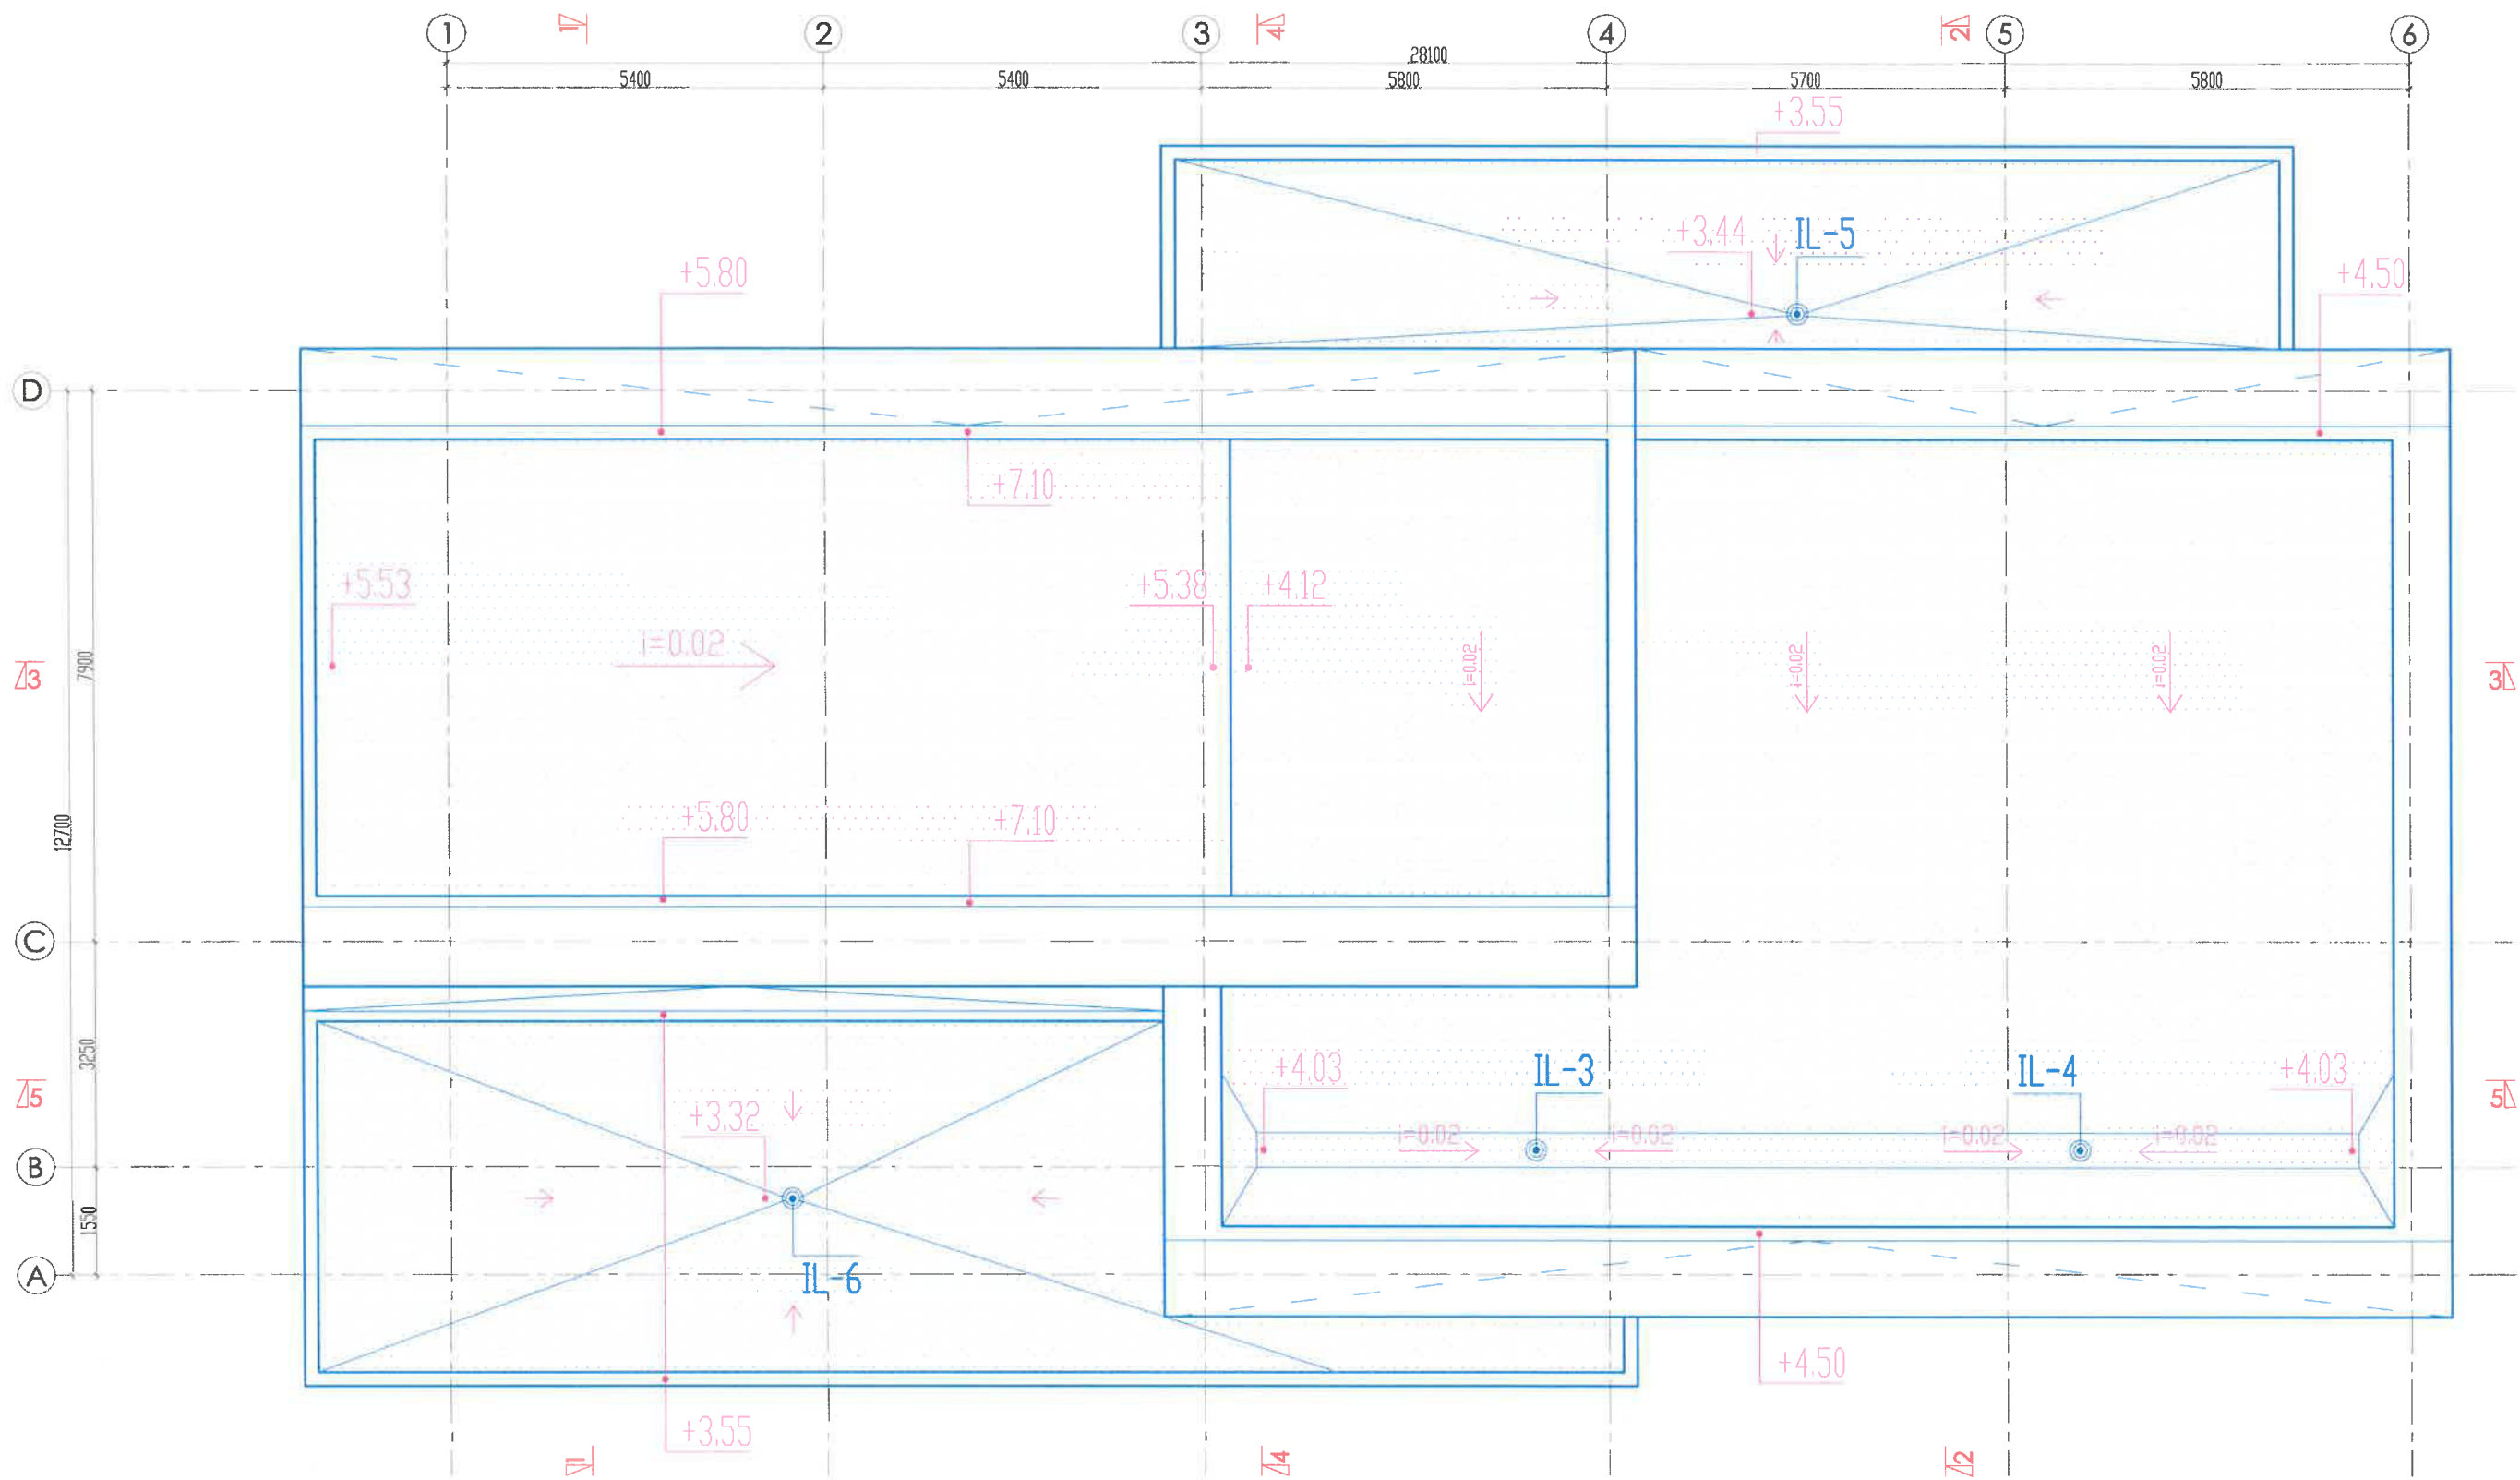 1 2 3 4 5 6
1 4 2
28100
5400 5400 5800 5700 5800
+3.55
+3.44 IL-5
+5.80 +4.50
D
+7.10
+5.53 +5.38 +4.12
i=0.02 i=0.02 i=0.02 i=0.02
3 7900 3
+5.80 +7.10
12700
C
3250
+4.03 IL-3 IL-4 +4.03
5 5
+3.32
i=0.02 i=0.02 i=0.02 i=0.02
B
1550
A
IL-6
+4.50
+3.55
1 4 2